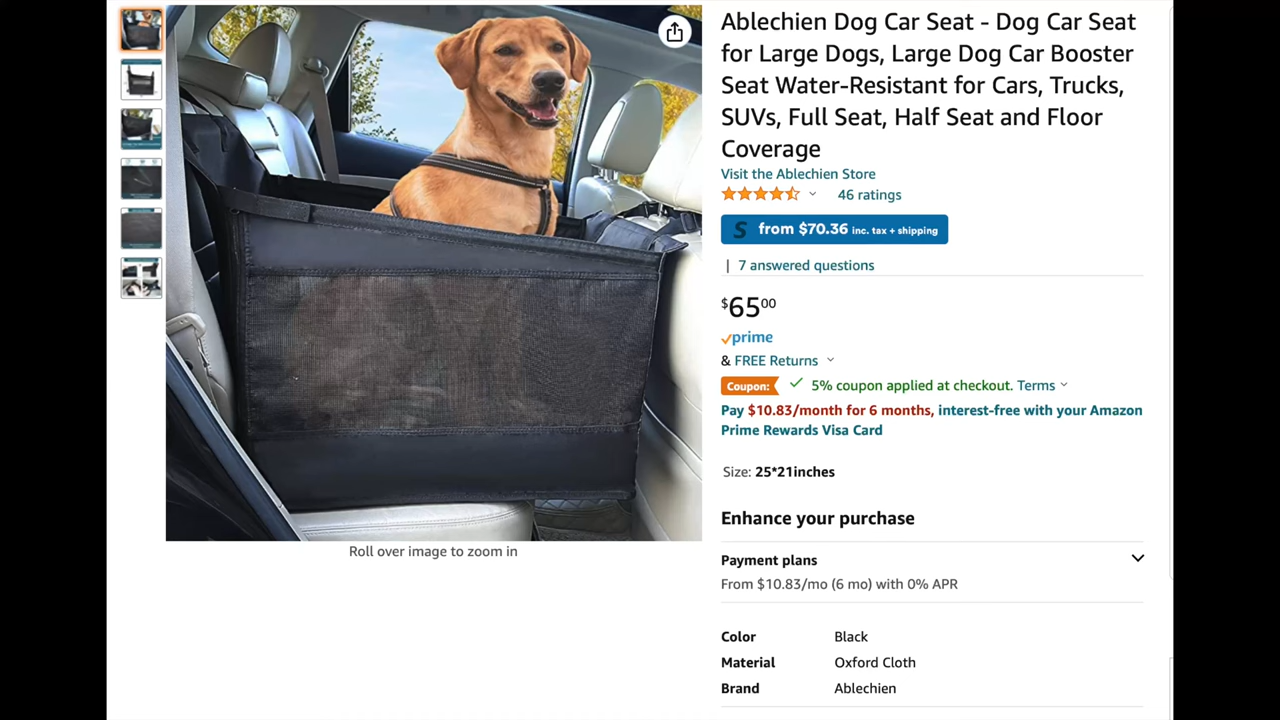 Ablechien Dog Car Seat - Dog Car Seat
for Large Dogs, Large Dog Car Booster
Seat Water-Resistant for Cars, Trucks,
SUVs, Full Seat, Half Seat and Floor
Coverage
Visit the Ablechien Store
46 ratings
S from $70.36 inc. tax + shipping
| 7 answered questions
$6500
prime
& FREE Returns
Coupon: 5% coupon applied at checkout. Terms
Pay $10.83/month for 6 months, interest-free with your Amazon
Prime Rewards Visa Card
Size: 25*21inches
Enhance your purchase
Payment plans
From $10.83/mo (6 mo) with 0% APR
Color Black
Material Oxford Cloth
Brand Ablechien
Roll over image to zoom in